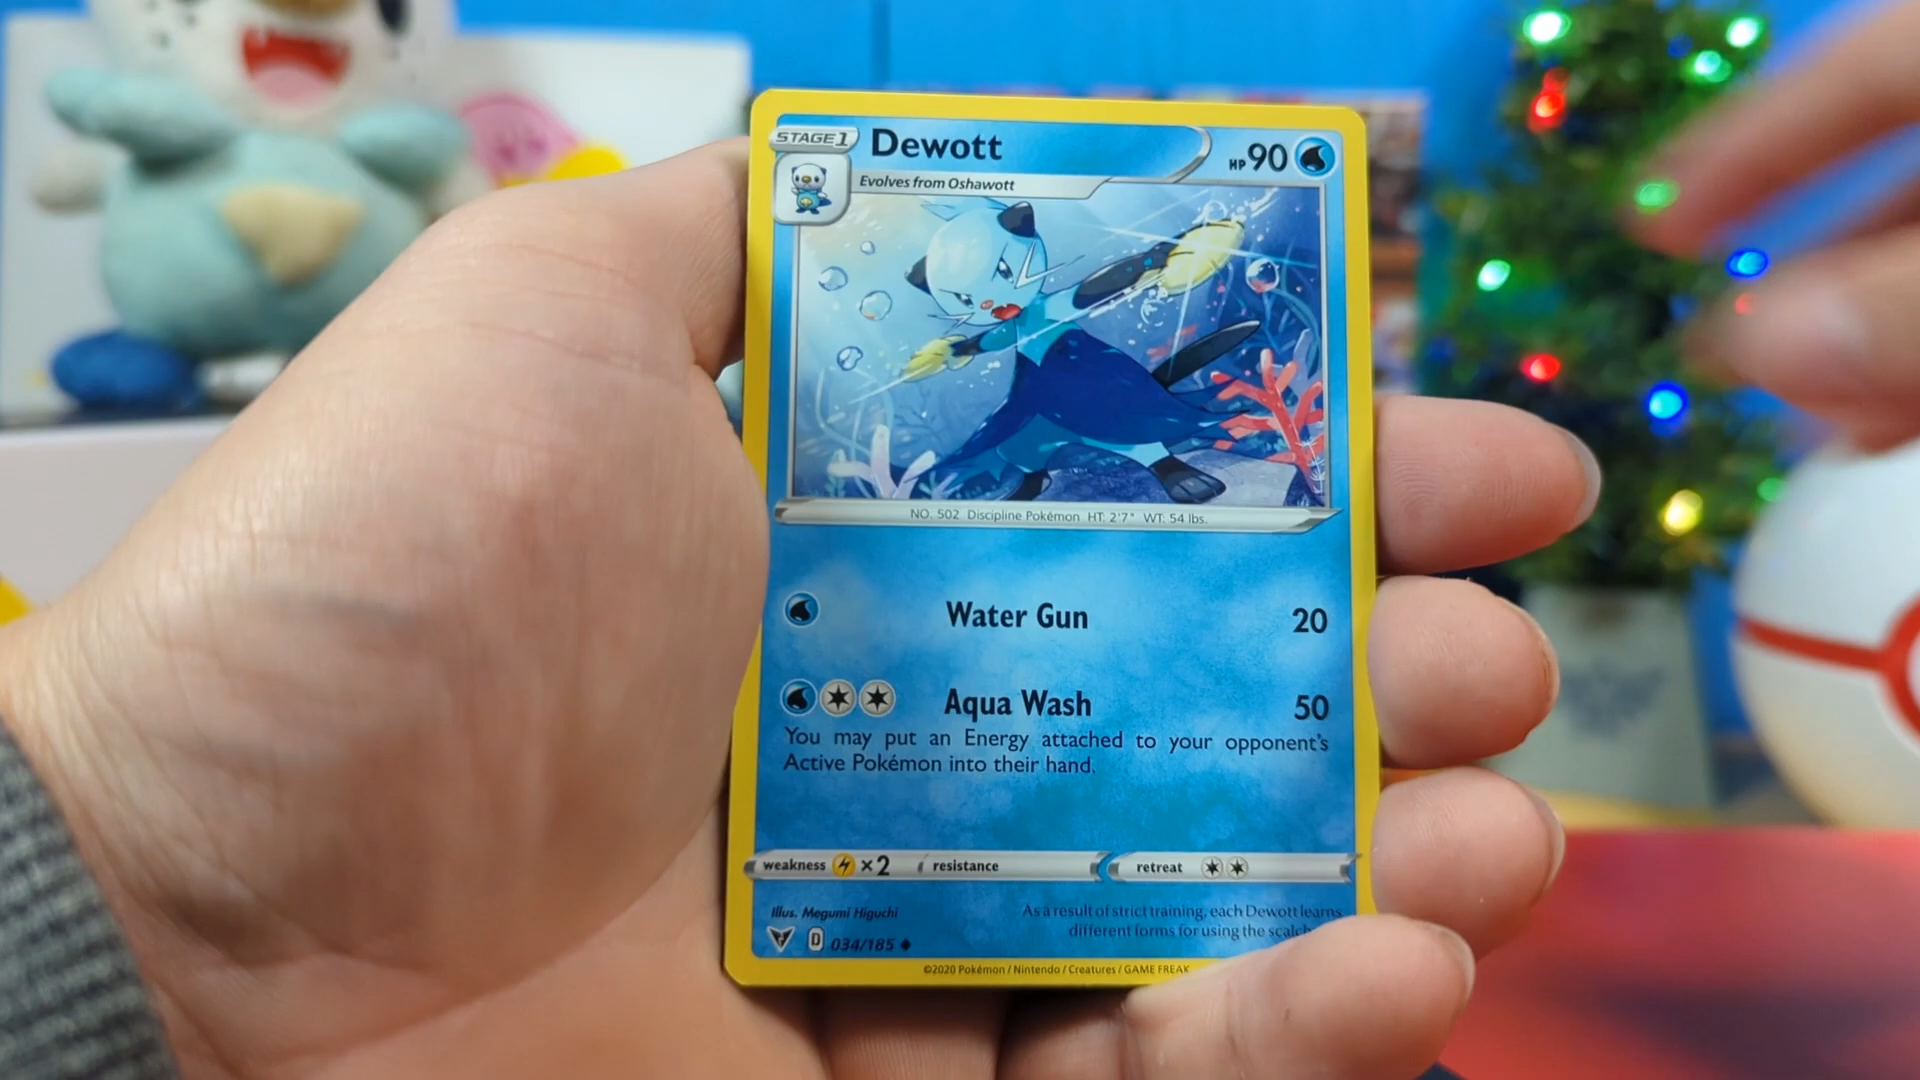 STAGE 1
Dewott
HP 90
Evolves from Oshawott
NO. 502 Discipline Pokémon HT: 2'7" WT: 54 lbs.
Water Gun 20
Aqua Wash 50
You may put an Energy attached to your opponent's
Active Pokémon into their hand.
weakness ×2 resistance retreat
Illus. Megumi Higuchi
As a result of strict training, each Dewott learns
different forms for using the
D 034/185
©2020 Pokémon / Nintendo / Creatures / GAME FREAK